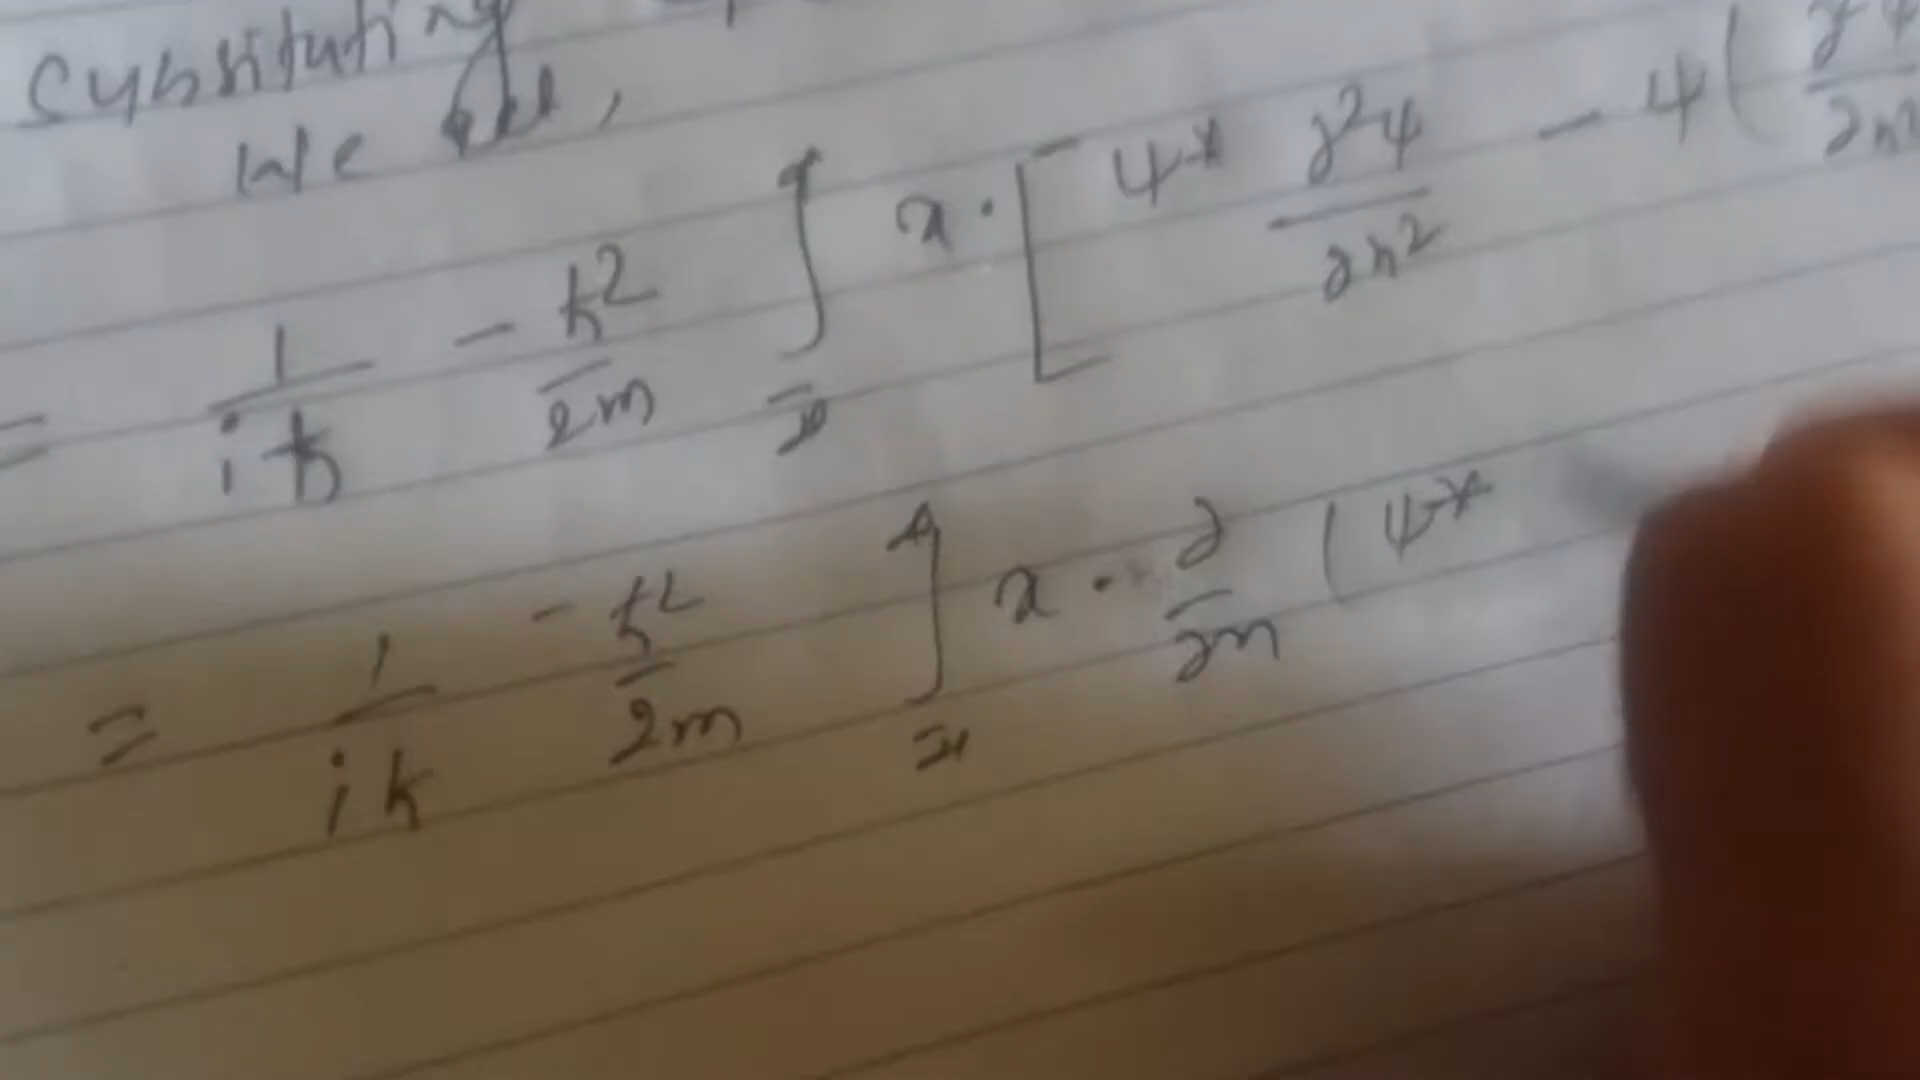 Substituting
We get,
= 1/iħ - ħ²/2m ∫ x · [ ψ* ∂²ψ/∂x² - ψ (
= 1/iħ - ħ²/2m ∫ x · ∂/∂x ( ψ*